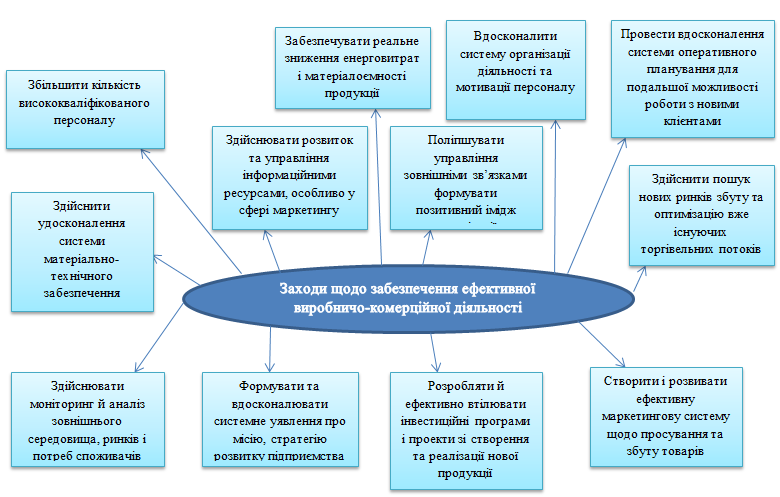 Збільшити кількість
висококваліфікованого
персоналу
Забезпечувати реальне
зниження енерговитрат
і матеріалоємності
продукції
Вдосконалити
систему організації
діяльності та
мотивації персоналу
Провести вдосконалення
системи оперативного
планування для
подальшої можливості
роботи з новими
клієнтами
Здійснювати розвиток
та управління
інформаційними
ресурсами, особливо у
сфері маркетингу
Поліпшувати
управління
зовнішніми зв’язками
формувати
позитивний імідж
Здійснити
удосконалення
системи
матеріально-
технічного
забезпечення
Здійснити пошук
нових ринків збуту та
оптимізацію вже
існуючих
торгівельних потоків
Заходи щодо забезпечення ефективної
виробничо-комерційної діяльності
Здійснювати
моніторинг й аналіз
зовнішнього
середовища, ринків і
потреб споживачів
Формувати та
вдосконалювати
системне уявлення про
місію, стратегію
розвитку підприємства
Розробляти й
ефективно втілювати
інвестиційні програми
і проекти зі створення
та реалізації нової
продукції
Створити і розвивати
ефективну
маркетингову систему
щодо просування та
збуту товарів